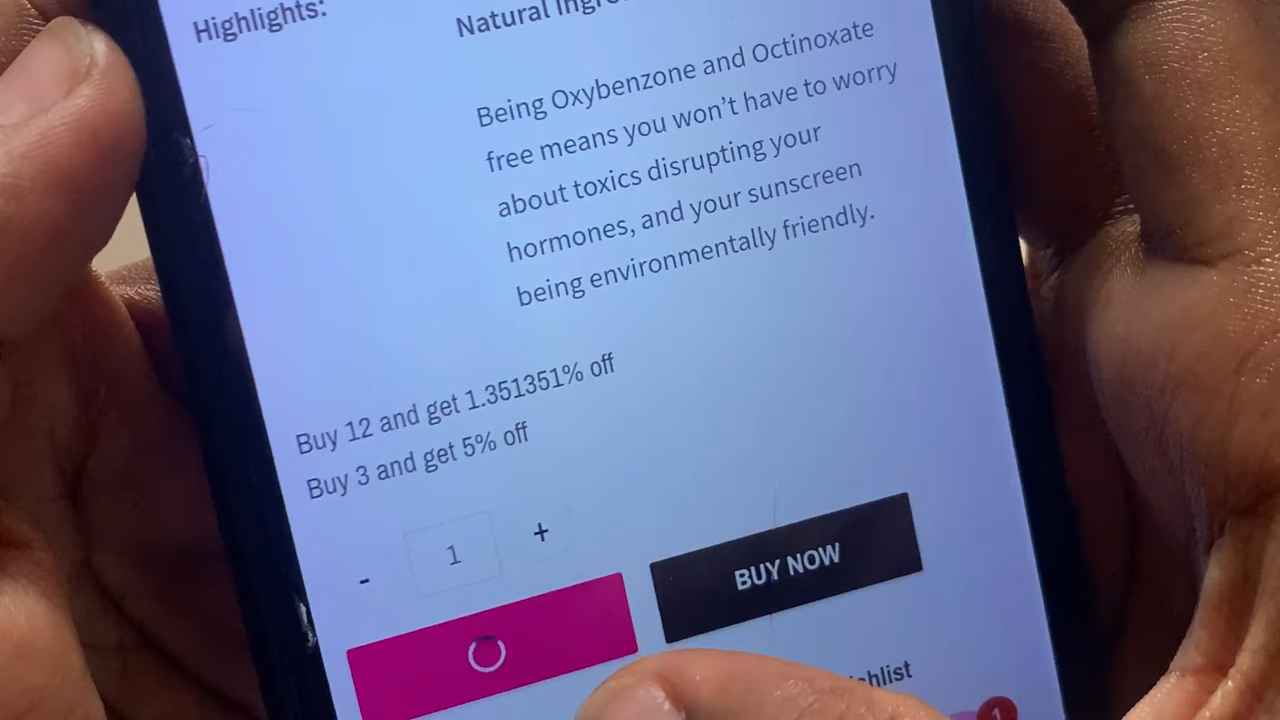 Highlights:
Natural
Being Oxybenzone and Octinoxate
free means you won't have to worry
about toxics disrupting your
hormones, and your sunscreen
being environmentally friendly.
Buy 12 and get 1.351351% off
Buy 3 and get 5% off
- 1 +
BUY NOW
1